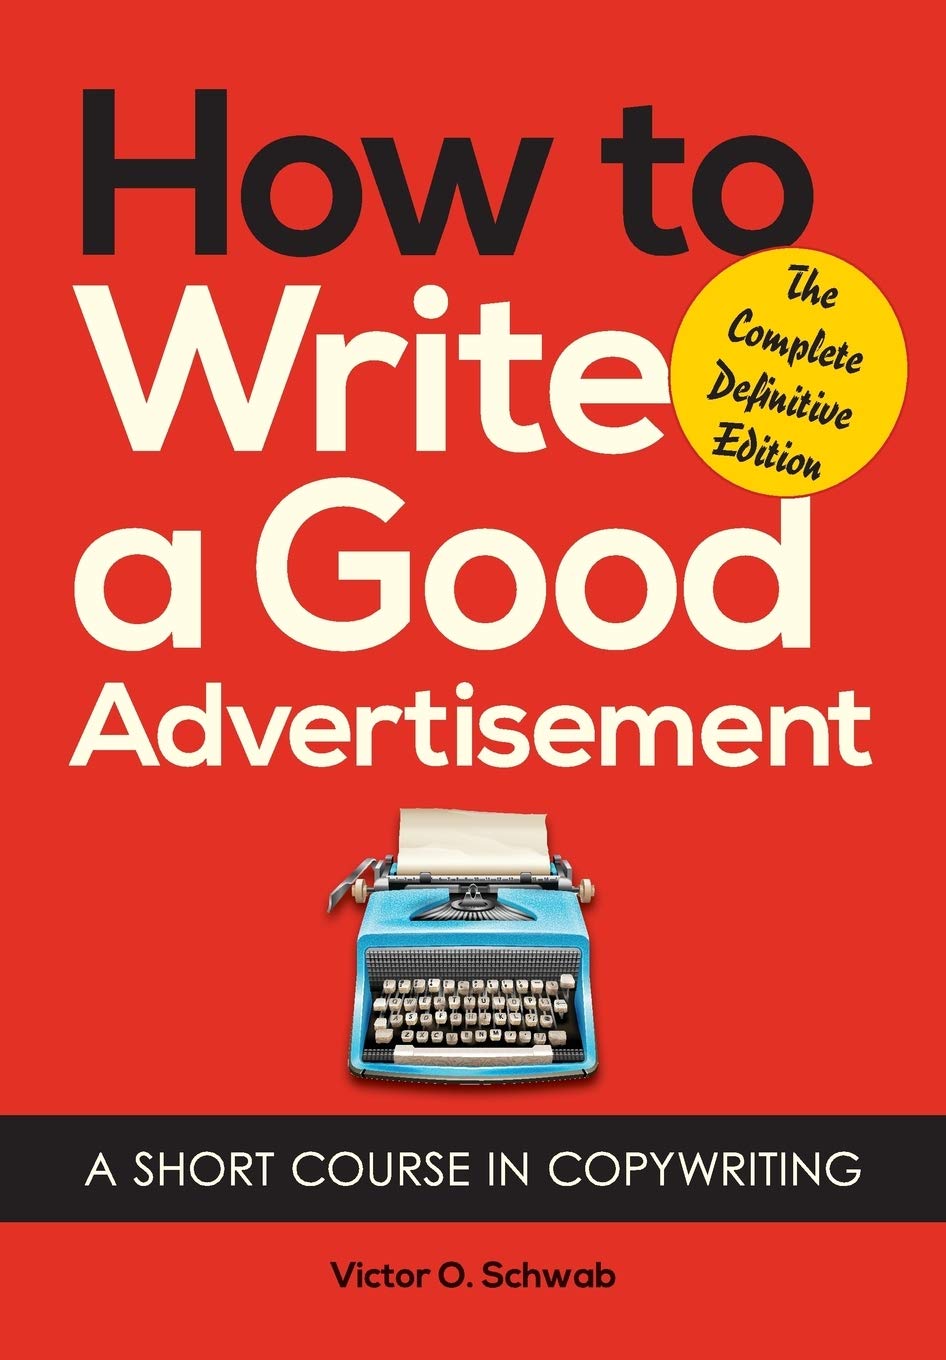 How to
Write
a Good
Advertisement
The
Complete
Definitive
Edition
A SHORT COURSE IN COPYWRITING
Victor O. Schwab